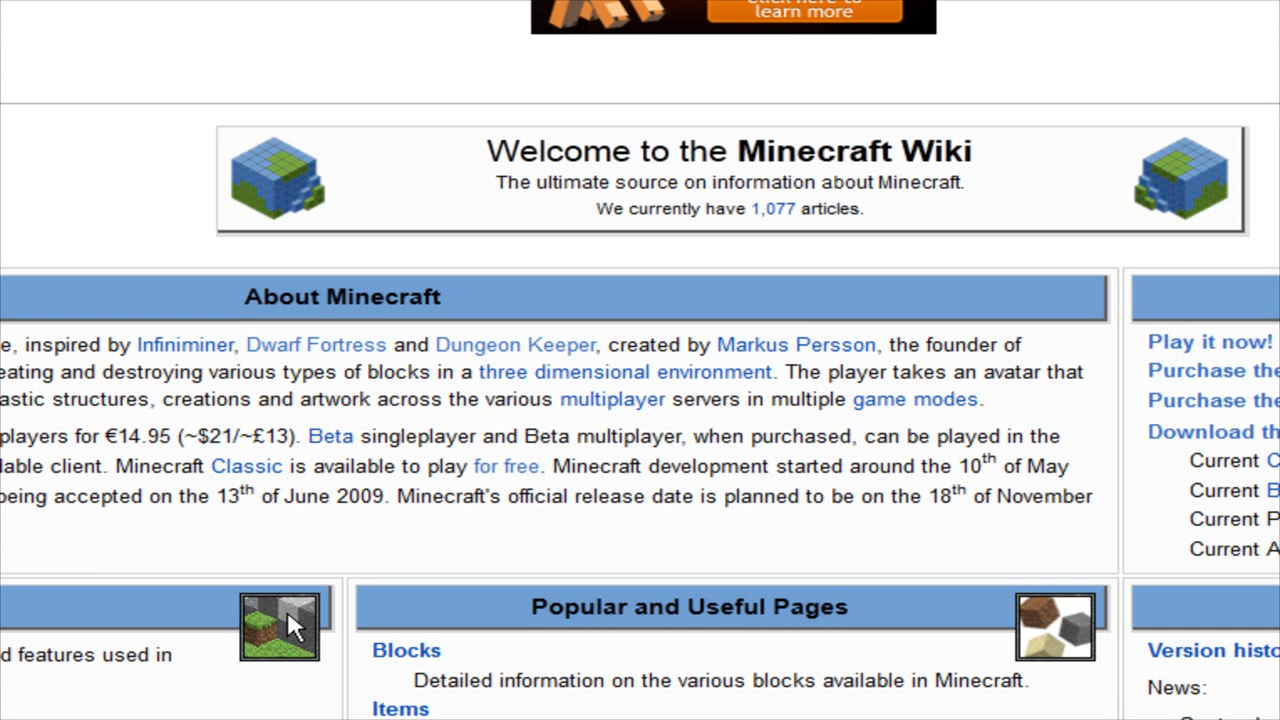 learn more
Welcome to the Minecraft Wiki
The ultimate source on information about Minecraft.
We currently have 1,077 articles.
About Minecraft
e, inspired by Infiniminer, Dwarf Fortress and Dungeon Keeper, created by Markus Persson, the founder of
eating and destroying various types of blocks in a three dimensional environment. The player takes an avatar that
astic structures, creations and artwork across the various multiplayer servers in multiple game modes.
players for €14.95 (~$21/~£13). Beta singleplayer and Beta multiplayer, when purchased, can be played in the
lable client. Minecraft Classic is available to play for free. Minecraft development started around the 10th of May
being accepted on the 13th of June 2009. Minecraft's official release date is planned to be on the 18th of November
Play it now!
Purchase the
Purchase the
Download th
Current C
Current B
Current P
Current A
d features used in
Popular and Useful Pages
Blocks
Detailed information on the various blocks available in Minecraft.
Items
Version histo
News: